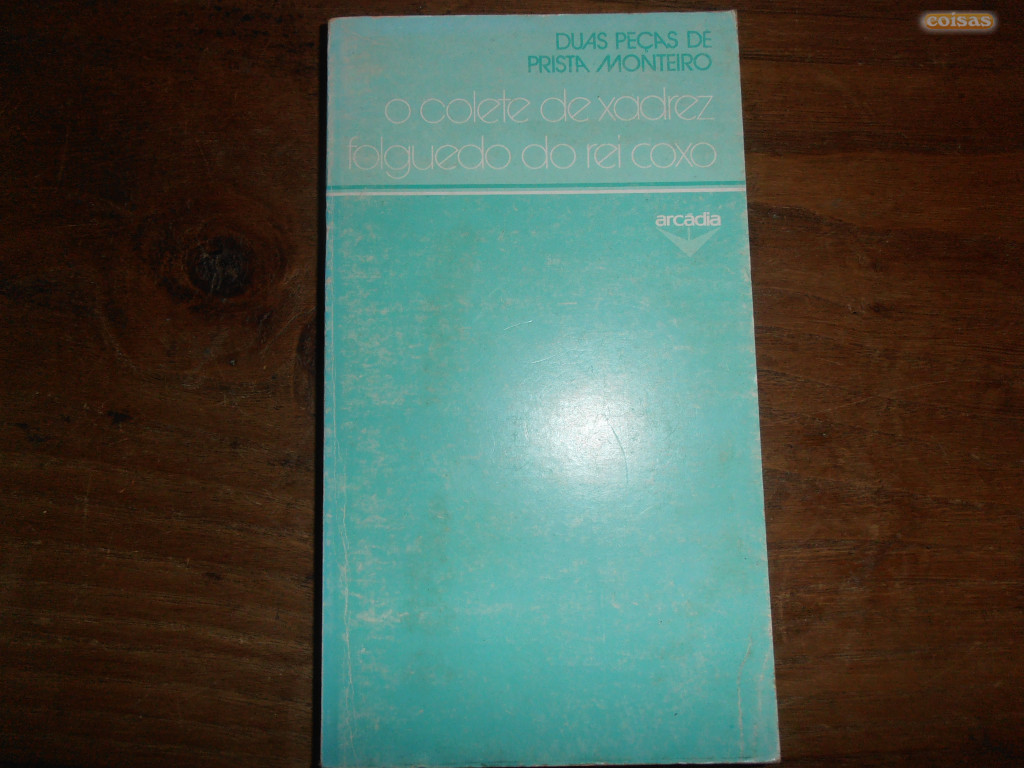 coisas
DUAS PEÇAS DE
PRISTA MONTEIRO
o colete de xadrez
folguedo do rei coxo
arcádia